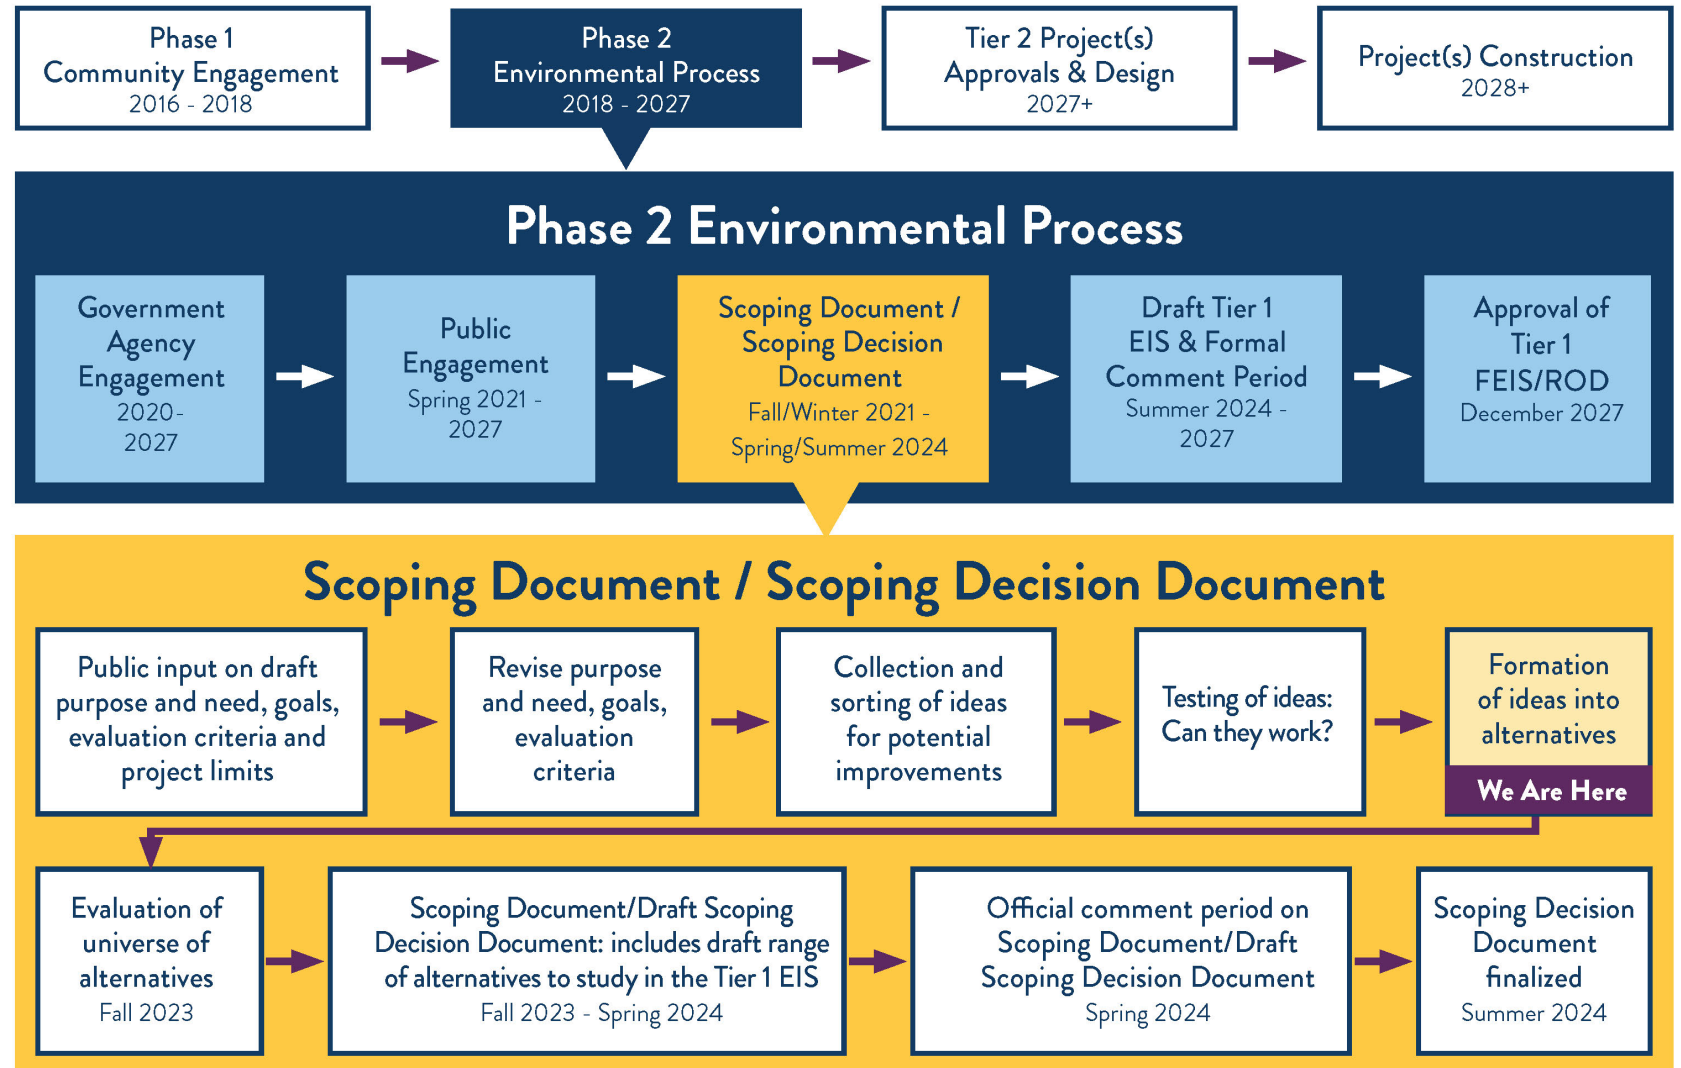 Phase 1
Community Engagement
2016 - 2018
Phase 2
Environmental Process
2018 - 2027
Tier 2 Project(s)
Approvals & Design
2027+
Project(s) Construction
2028+
Phase 2 Environmental Process
Government
Agency
Engagement
2020-
2027
Public
Engagement
Spring 2021 -
2027
Scoping Document /
Scoping Decision
Document
Fall/Winter 2021 -
Spring/Summer 2024
Draft Tier 1
EIS & Formal
Comment Period
Summer 2024 -
2027
Approval of
Tier 1
FEIS/ROD
December 2027
Scoping Document / Scoping Decision Document
Public input on draft
purpose and need, goals,
evaluation criteria and
project limits
Revise purpose
and need, goals,
evaluation
criteria
Collection and
sorting of ideas
for potential
improvements
Testing of ideas:
Can they work?
Formation
of ideas into
alternatives
We Are Here
Evaluation of
universe of
alternatives
Fall 2023
Scoping Document/Draft Scoping
Decision Document: includes draft range
of alternatives to study in the Tier 1 EIS
Fall 2023 - Spring 2024
Official comment period on
Scoping Document/Draft
Scoping Decision Document
Spring 2024
Scoping Decision
Document
finalized
Summer 2024